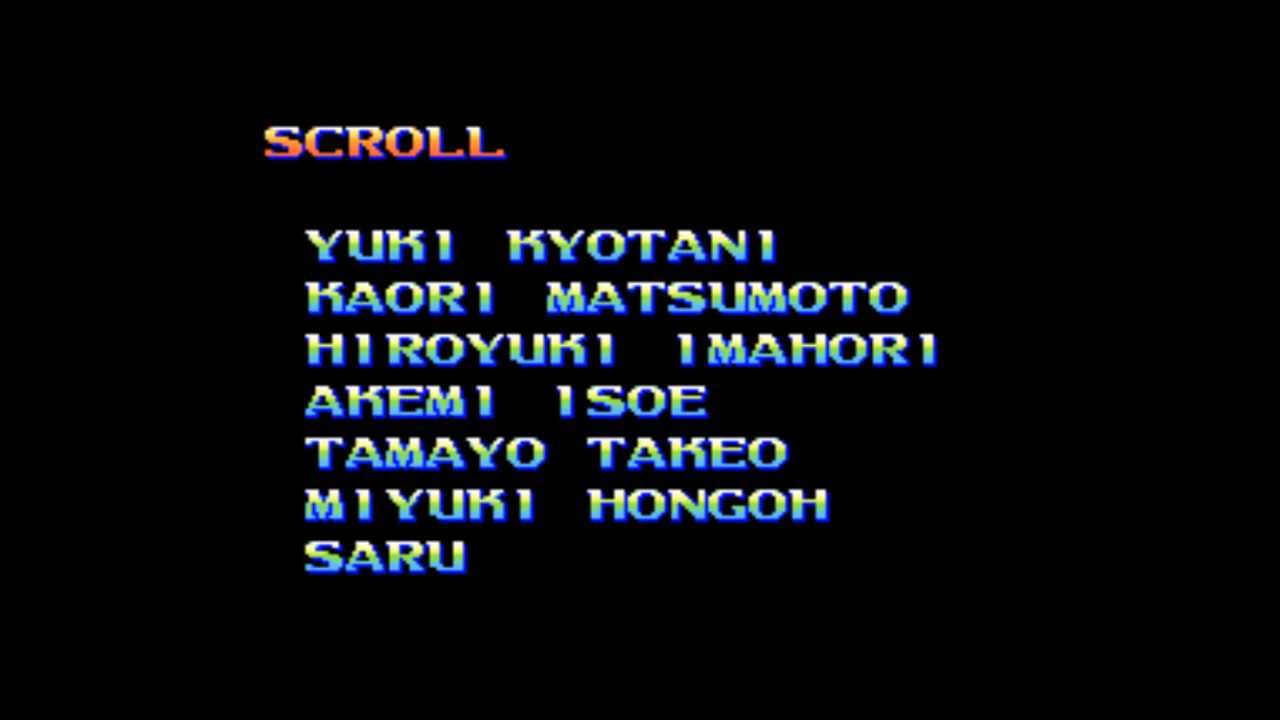 SCROLL
YUKI KYOTANI
KAORI MATSUMOTO
HIROYUKI IMAHORI
AKEMI ISOE
TAMAYO TAKEO
MIYUKI HONGOH
SARU